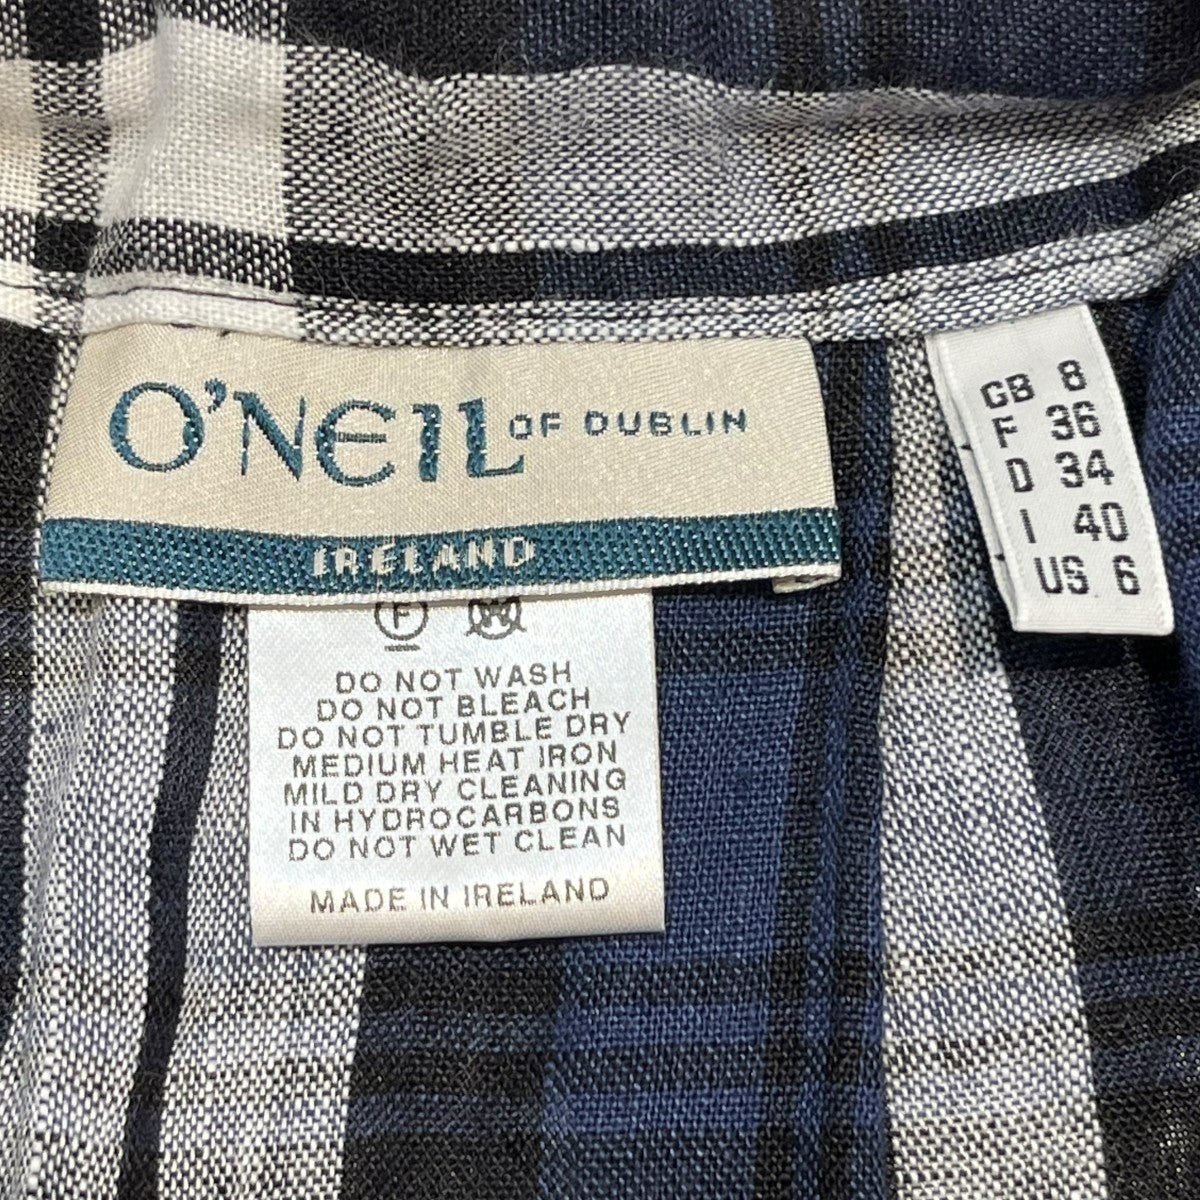 O'NEIL OF DUBLIN
IRELAND
GB 8
F 36
D 34
I 40
US 6
F W
DO NOT WASH
DO NOT BLEACH
DO NOT TUMBLE DRY
MEDIUM HEAT IRON
MILD DRY CLEANING
IN HYDROCARBONS
DO NOT WET CLEAN
MADE IN IRELAND